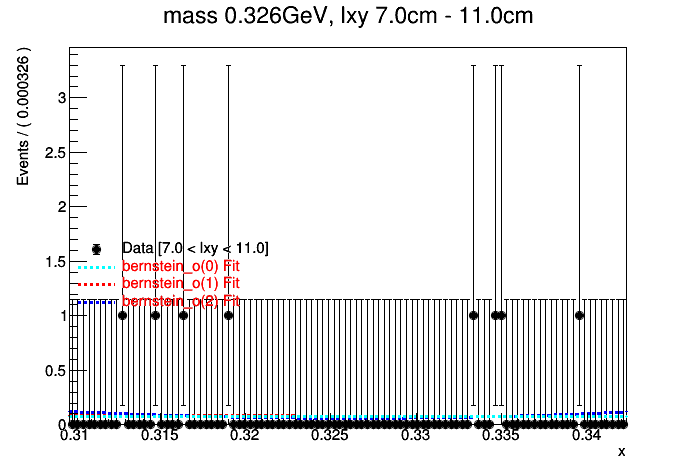 mass 0.326GeV, lxy 7.0cm - 11.0cm
Events / ( 0.000326 )
3
2.5
2
Data [7.0 < lxy < 11.0]
1.5
bernstein_o(0) Fit
bernstein_o(1) Fit
bernstein_o(2) Fit
1
0.5
0
0.31 0.315 0.32 0.325 0.33 0.335 0.34
x